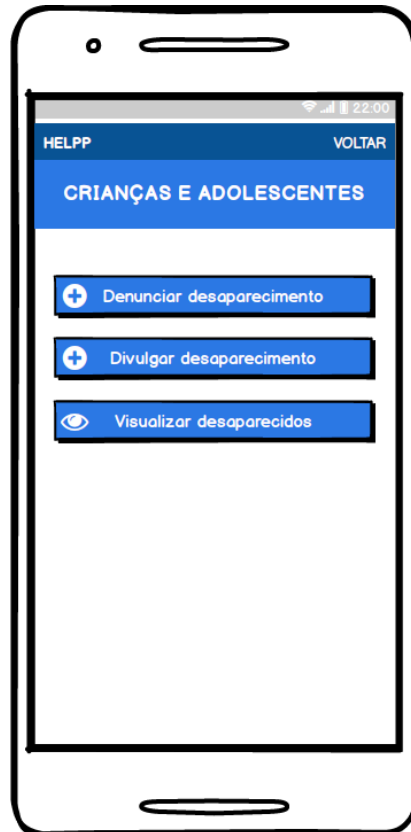 22:00
HELPP VOLTAR
CRIANÇAS E ADOLESCENTES
Denunciar desaparecimento
Divulgar desaparecimento
Visualizar desaparecidos